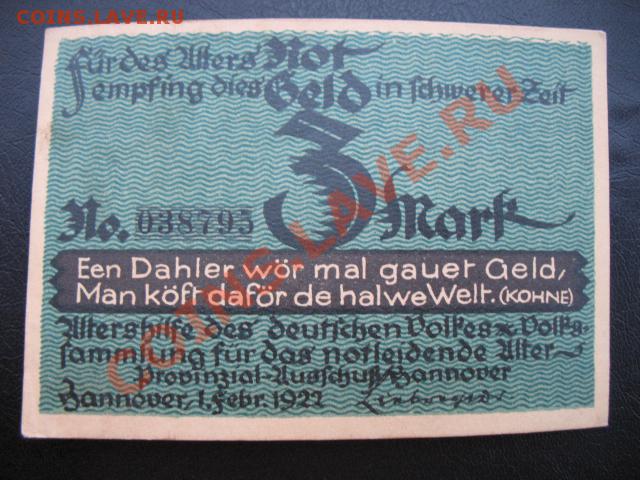 COINS.LAVE.RU
Für des Alters Not
empfing dies Geld in schwerer Zeit
3
No. 038795 Mark
Een Dahler wör mal gauet Geld,
Man köft daför de halwe Welt. (KOHNE)
Altershilfe des deutschen Volkes Volks-
sammlung für das notleidende Alter
Provinzial-Ausschuß Hannover
Hannover, 1. Febr. 1922
COINS.LAVE.RU